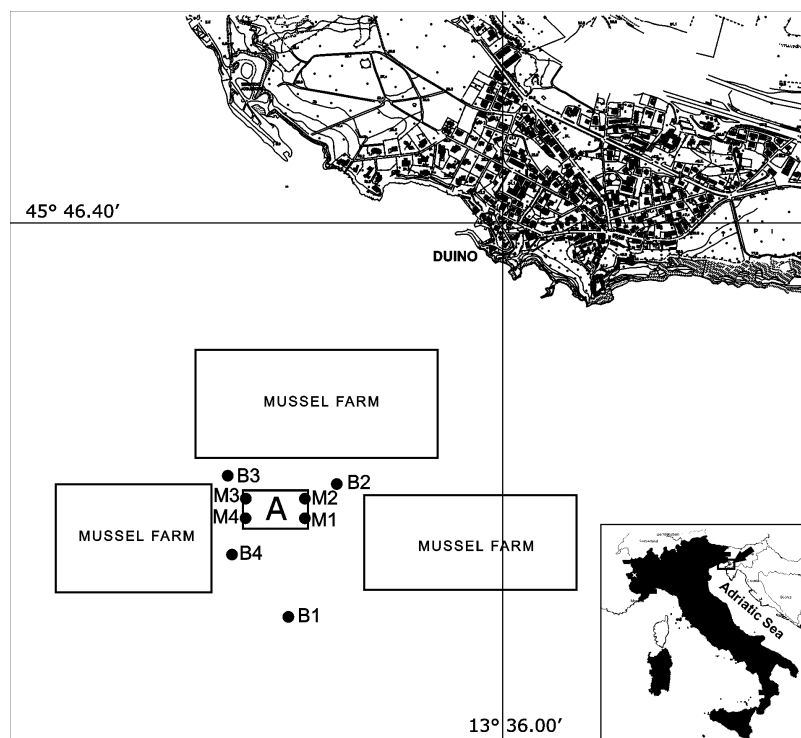 45° 46.40'
DUINO
MUSSEL FARM
B3
B2
M3
A
M2
M4
M1
MUSSEL FARM
MUSSEL FARM
B4
B1
Adriatic Sea
13° 36.00'